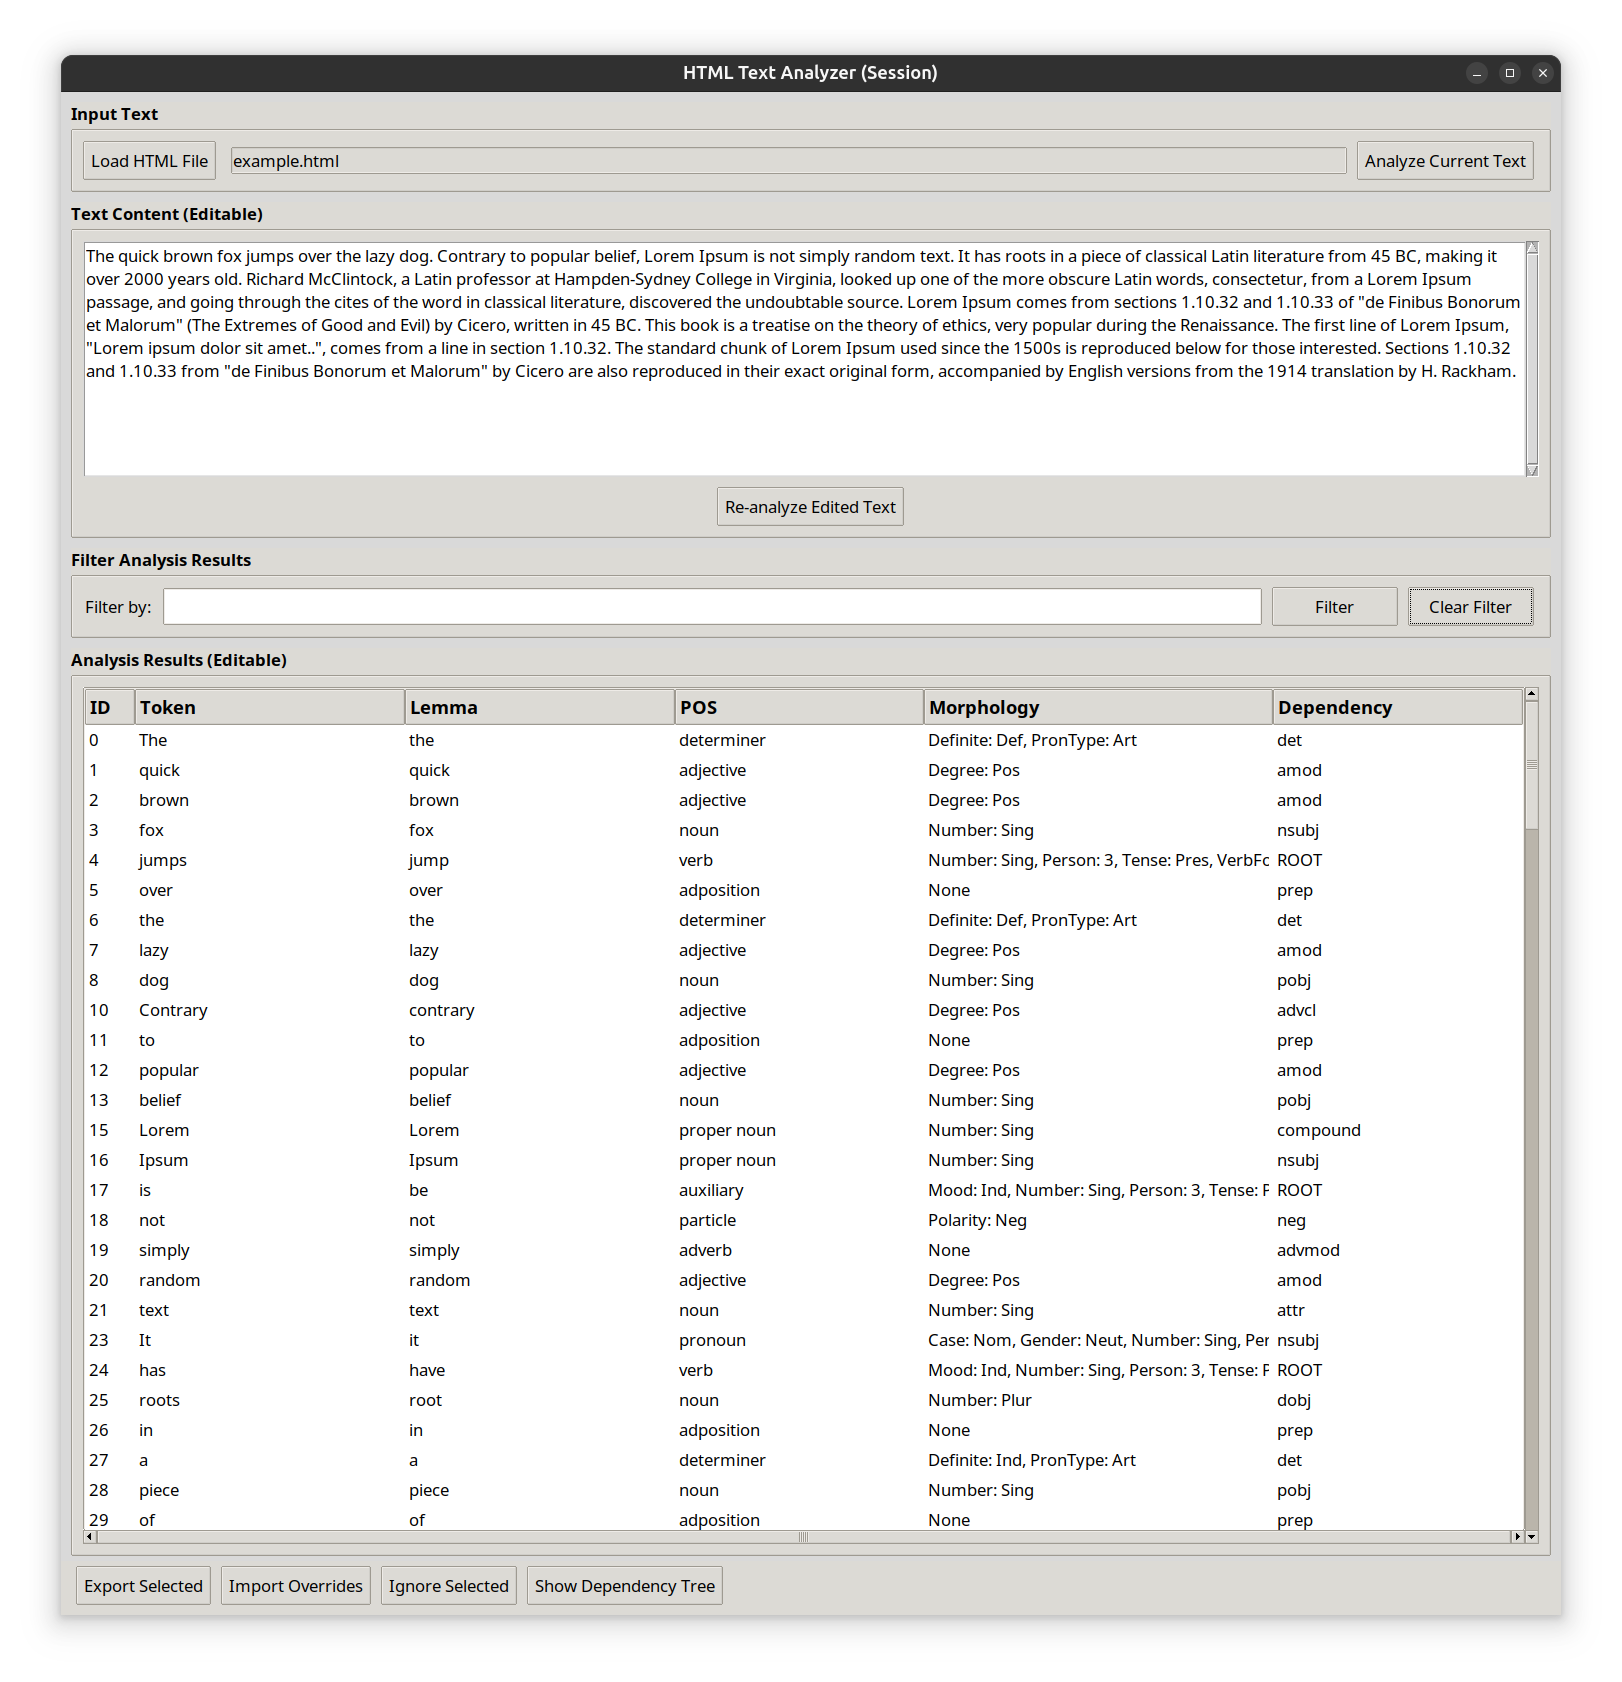 HTML Text Analyzer (Session)
Input Text
Load HTML File example.html Analyze Current Text
Text Content (Editable)
The quick brown fox jumps over the lazy dog. Contrary to popular belief, Lorem Ipsum is not simply random text. It has roots in a piece of classical Latin literature from 45 BC, making it
over 2000 years old. Richard McClintock, a Latin professor at Hampden-Sydney College in Virginia, looked up one of the more obscure Latin words, consectetur, from a Lorem Ipsum
passage, and going through the cites of the word in classical literature, discovered the undoubtable source. Lorem Ipsum comes from sections 1.10.32 and 1.10.33 of "de Finibus Bonorum
et Malorum" (The Extremes of Good and Evil) by Cicero, written in 45 BC. This book is a treatise on the theory of ethics, very popular during the Renaissance. The first line of Lorem Ipsum,
"Lorem ipsum dolor sit amet..", comes from a line in section 1.10.32. The standard chunk of Lorem Ipsum used since the 1500s is reproduced below for those interested. Sections 1.10.32
and 1.10.33 from "de Finibus Bonorum et Malorum" by Cicero are also reproduced in their exact original form, accompanied by English versions from the 1914 translation by H. Rackham.
Re-analyze Edited Text
Filter Analysis Results
Filter by: Filter Clear Filter
Analysis Results (Editable)
ID Token Lemma POS Morphology Dependency
0 The the determiner Definite: Def, PronType: Art det
1 quick quick adjective Degree: Pos amod
2 brown brown adjective Degree: Pos amod
3 fox fox noun Number: Sing nsubj
4 jumps jump verb Number: Sing, Person: 3, Tense: Pres, VerbFo ROOT
5 over over adposition None prep
6 the the determiner Definite: Def, PronType: Art det
7 lazy lazy adjective Degree: Pos amod
8 dog dog noun Number: Sing pobj
10 Contrary contrary adjective Degree: Pos advcl
11 to to adposition None prep
12 popular popular adjective Degree: Pos amod
13 belief belief noun Number: Sing pobj
15 Lorem Lorem proper noun Number: Sing compound
16 Ipsum Ipsum proper noun Number: Sing nsubj
17 is be auxiliary Mood: Ind, Number: Sing, Person: 3, Tense: P ROOT
18 not not particle Polarity: Neg neg
19 simply simply adverb None advmod
20 random random adjective Degree: Pos amod
21 text text noun Number: Sing attr
23 It it pronoun Case: Nom, Gender: Neut, Number: Sing, Per nsubj
24 has have verb Mood: Ind, Number: Sing, Person: 3, Tense: P ROOT
25 roots root noun Number: Plur dobj
26 in in adposition None prep
27 a a determiner Definite: Ind, PronType: Art det
28 piece piece noun Number: Sing pobj
29 of of adposition None prep
Export Selected Import Overrides Ignore Selected Show Dependency Tree